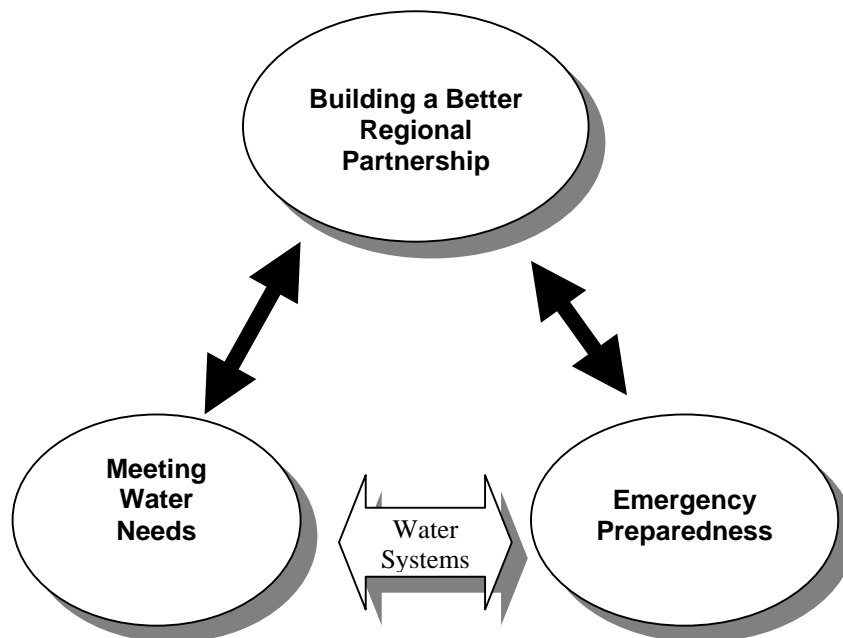 Building a Better
Regional
Partnership
Meeting
Water
Needs
Water
Systems
Emergency
Preparedness